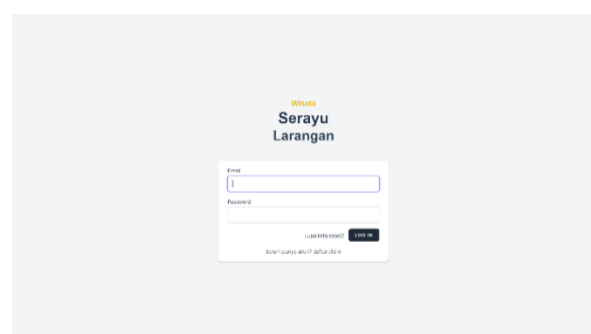 Wisata
Serayu
Larangan
Email
Password
Lupa kata sandi? LOG IN
Belum punya akun? daftar disini